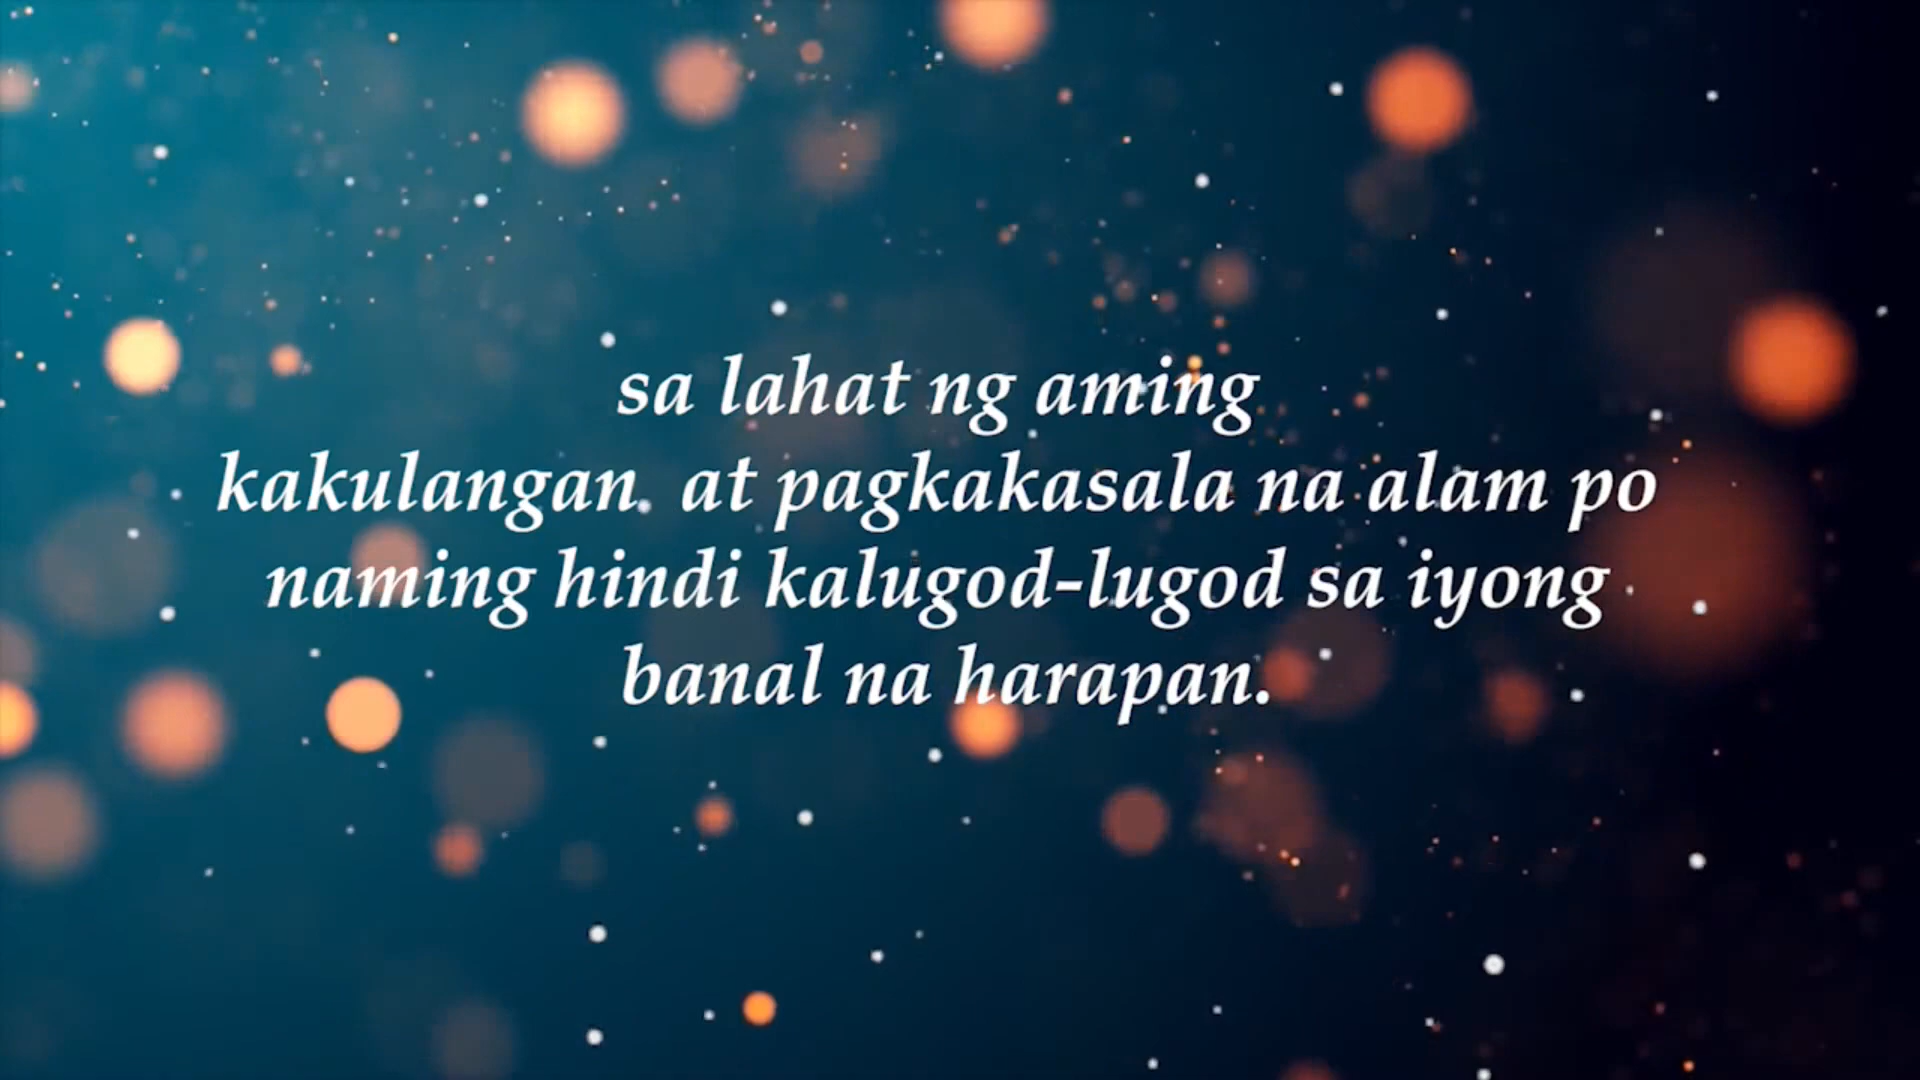 sa lahat ng aming
kakulangan at pagkakasala na alam po
naming hindi kalugod-lugod sa iyong
banal na harapan.